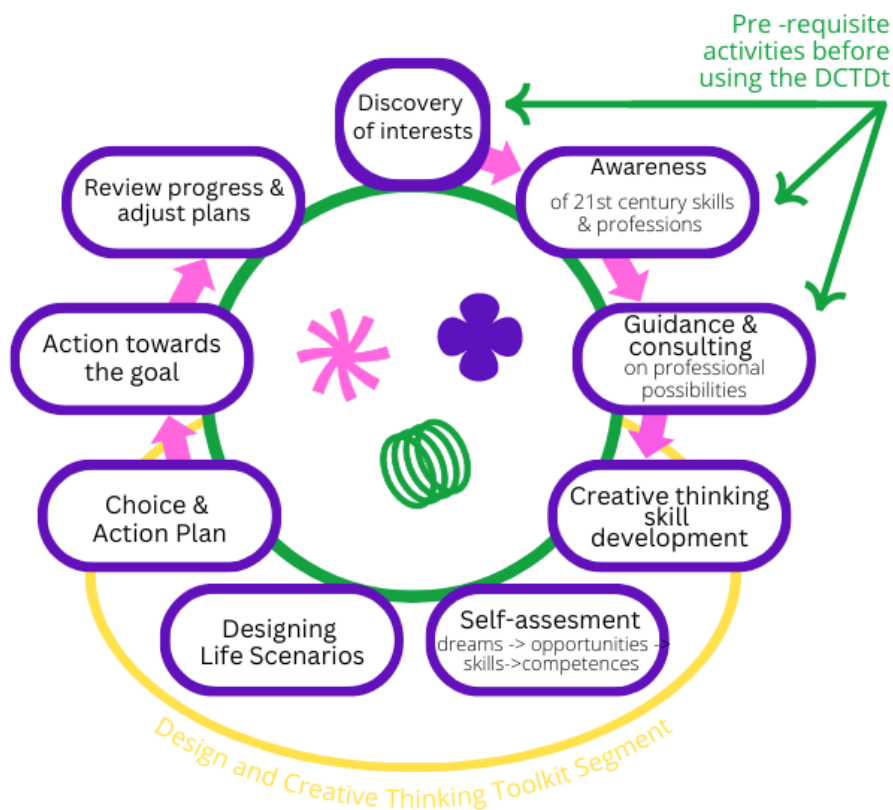 Pre -requisite
activities before
using the DCTDt
Discovery
of interests
Awareness
of 21st century skills
& professions
Guidance &
consulting
on professional
possibilities
Creative thinking
skill
development
Self-assesment
dreams -> opportunities ->
skills->competences
Designing
Life Scenarios
Choice &
Action Plan
Action towards
the goal
Review progress &
adjust plans
Design and Creative Thinking Toolkit Segment